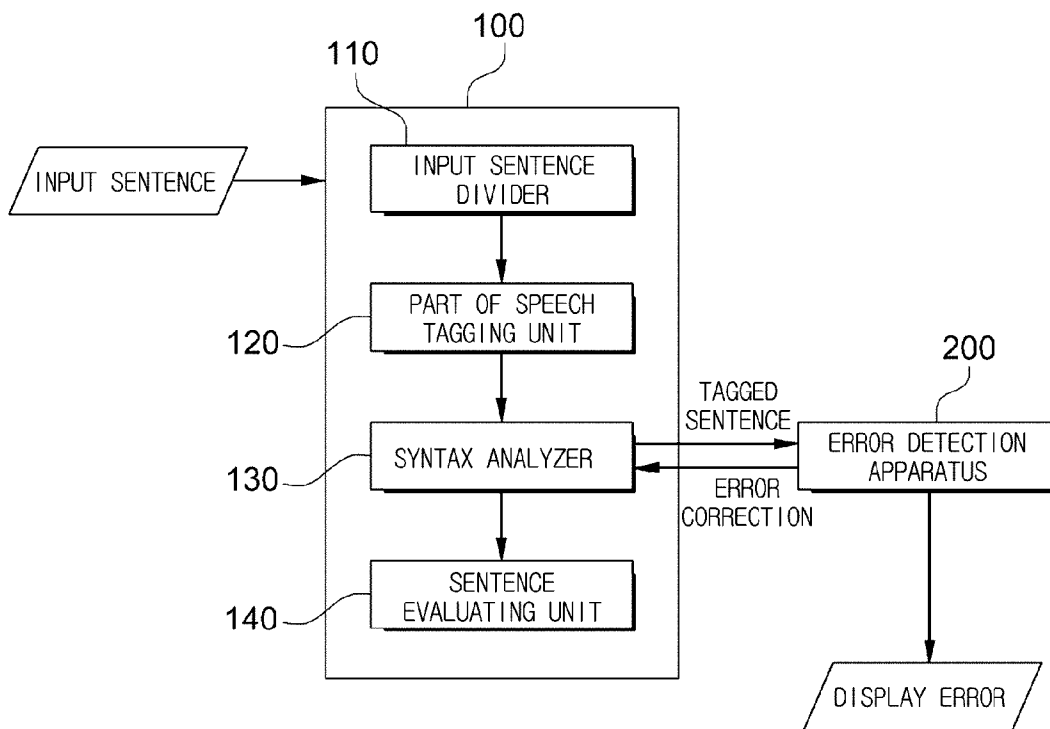 100
110
INPUT SENTENCE
INPUT SENTENCE
DIVIDER
PART OF SPEECH
TAGGING UNIT
120
200
TAGGED
SENTENCE
SYNTAX ANALYZER
130
ERROR DETECTION
APPARATUS
ERROR
CORRECTION
SENTENCE
EVALUATING UNIT
140
DISPLAY ERROR